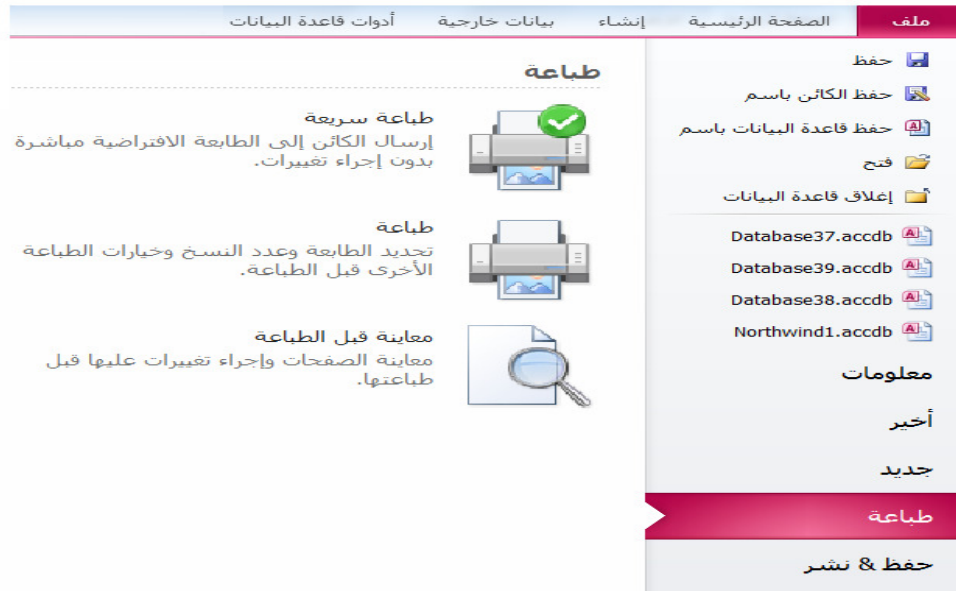 ملف الصفحة الرئيسية إنشاء بيانات خارجية أدوات قاعدة البيانات
حفظ
حفظ الكائن باسم
حفظ قاعدة البيانات باسم
فتح
إغلاق قاعدة البيانات
Database37.accdb
Database39.accdb
Database38.accdb
Northwind1.accdb
معلومات
أخير
جديد
طباعة
حفظ & نشر
طباعة
طباعة سريعة
إرسال الكائن إلى الطابعة الافتراضية مباشرة
بدون إجراء تغييرات.
طباعة
تحديد الطابعة وعدد النسخ وخيارات الطباعة
الأخرى قبل الطباعة.
معاينة قبل الطباعة
معاينة الصفحات وإجراء تغييرات عليها قبل
طباعتها.